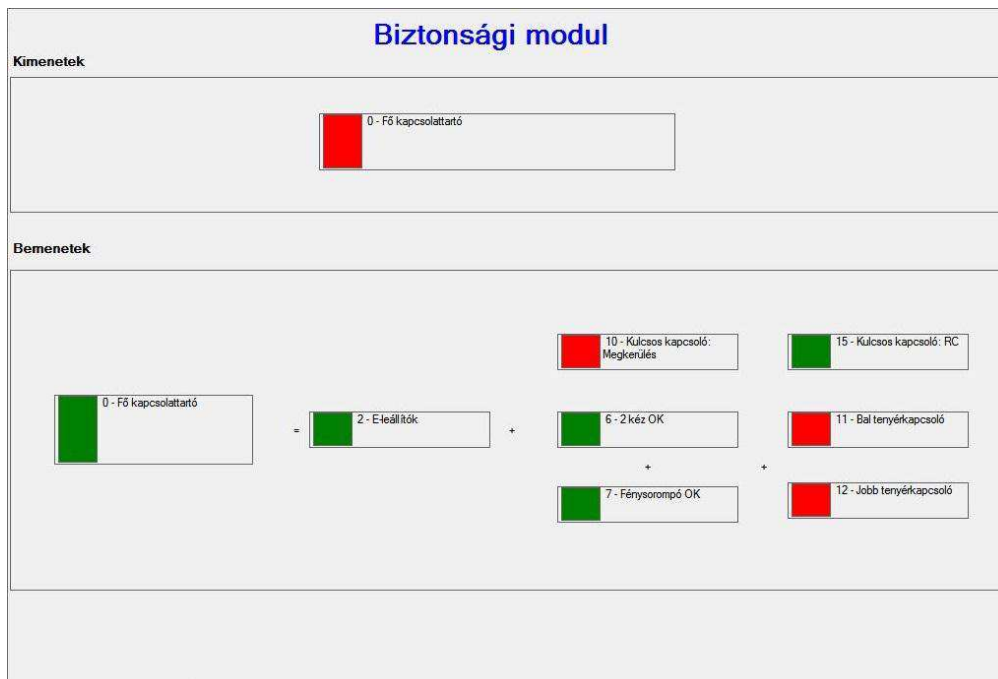 Biztonsági modul
Kimenetek
0 - Fő kapcsolattartó
Bemenetek
10 - Kulcsos kapcsoló:
Megkerülés
15 - Kulcsos kapcsoló: RC
0 - Fő kapcsolattartó
=
2 - E-leállítók
+
6 - 2 kéz OK
11 - Bal tenyérkapcsoló
+
+
7 - Fénysorompó OK
12 - Jobb tenyérkapcsoló